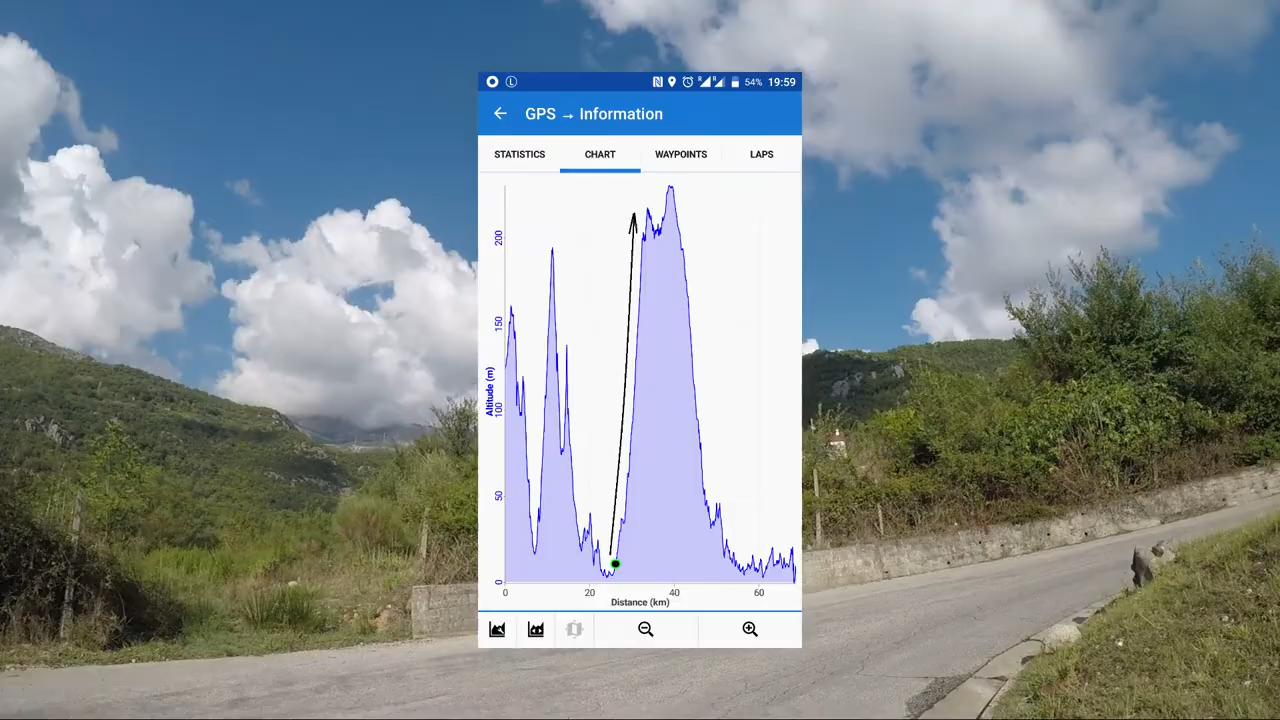 54% 19:59
GPS → Information
STATISTICS CHART WAYPOINTS LAPS
200
150
Altitude (m)
100
50
0
0 20 40 60
Distance (km)